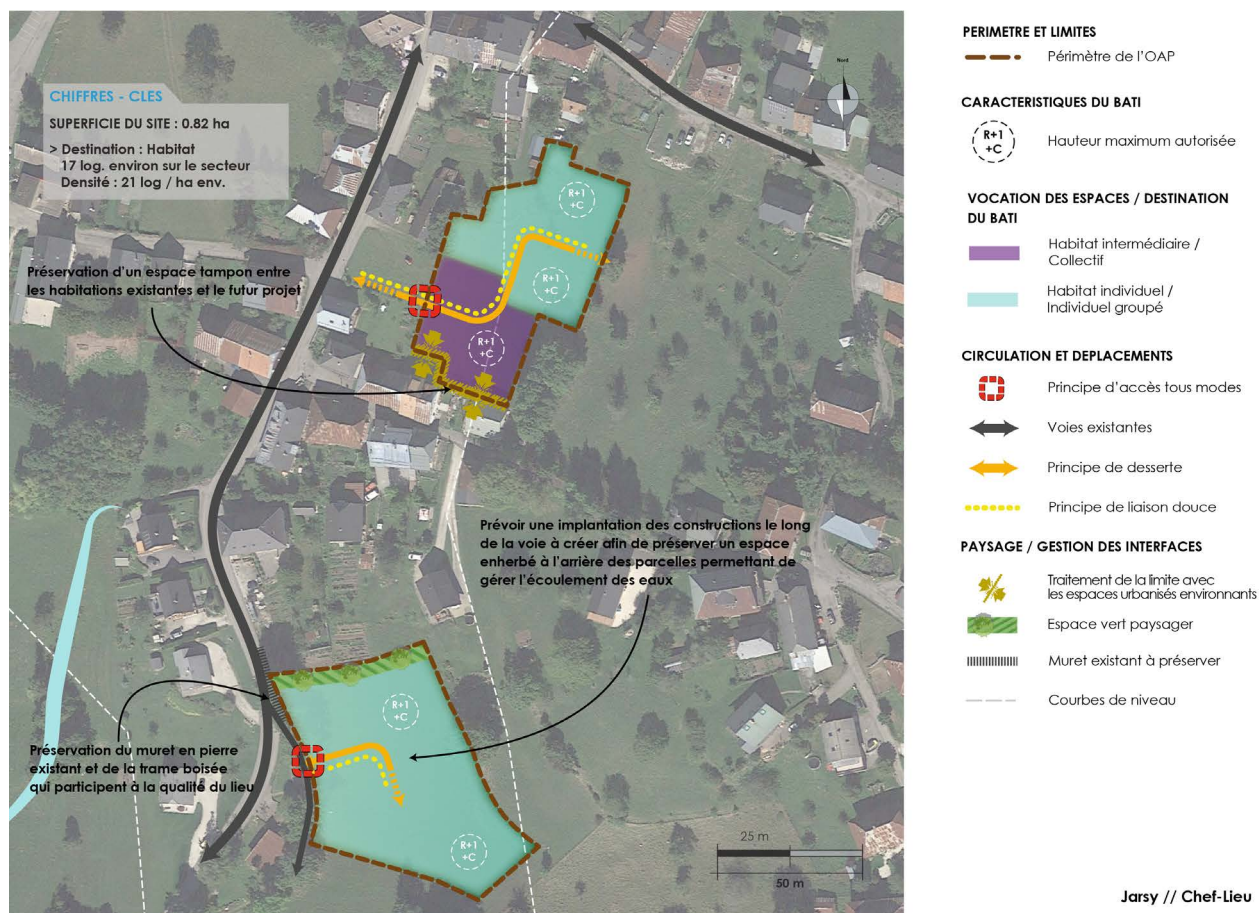 CHIFFRES - CLES
SUPERFICIE DU SITE : 0.82 ha
> Destination : Habitat
17 log. environ sur le secteur
Densité : 21 log / ha env.
Nord
R+1
+C
R+1
+C
R+1
+C
Préservation d'un espace tampon entre
les habitations existantes et le futur projet
Prévoir une implantation des constructions le long
de la voie à créer afin de préserver un espace
enherbé à l'arrière des parcelles permettant de
gérer l'écoulement des eaux
R+1
+C
Préservation du muret en pierre
existant et de la trame boisée
qui participent à la qualité du lieu
R+1
+C
25 m
50 m
PERIMETRE ET LIMITES
Périmètre de l'OAP
CARACTERISTIQUES DU BATI
R+1
+C
Hauteur maximum autorisée
VOCATION DES ESPACES / DESTINATION
DU BATI
Habitat intermédiaire /
Collectif
Habitat individuel /
Individuel groupé
CIRCULATION ET DEPLACEMENTS
Principe d'accès tous modes
Voies existantes
Principe de desserte
Principe de liaison douce
PAYSAGE / GESTION DES INTERFACES
Traitement de la limite avec
les espaces urbanisés environnants
Espace vert paysager
Muret existant à préserver
Courbes de niveau
Jarsy // Chef-Lieu